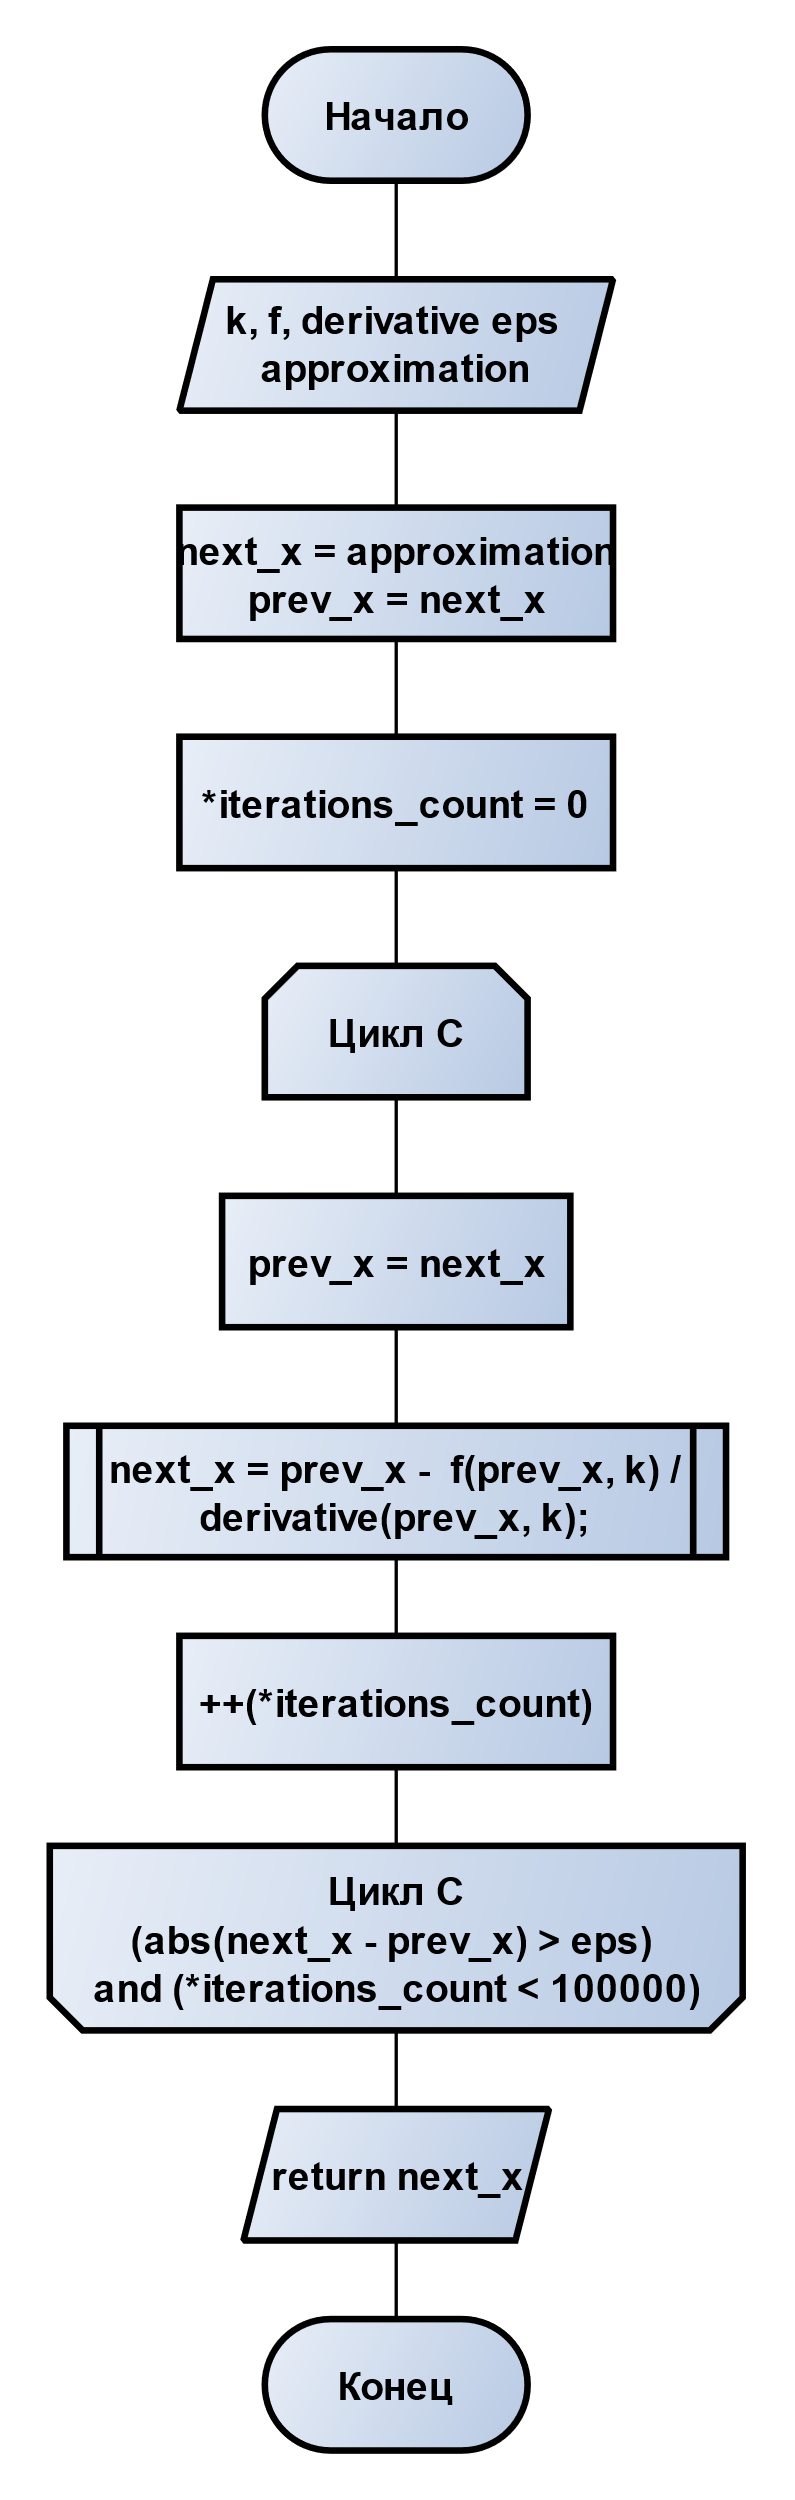 Начало
k, f, derivative eps
approximation
next_x = approximation
prev_x = next_x
*iterations_count = 0
Цикл C
prev_x = next_x
next_x = prev_x - f(prev_x, k) /
derivative(prev_x, k);
++(*iterations_count)
Цикл C
(abs(next_x - prev_x) > eps)
and (*iterations_count < 100000)
return next_x
Конец